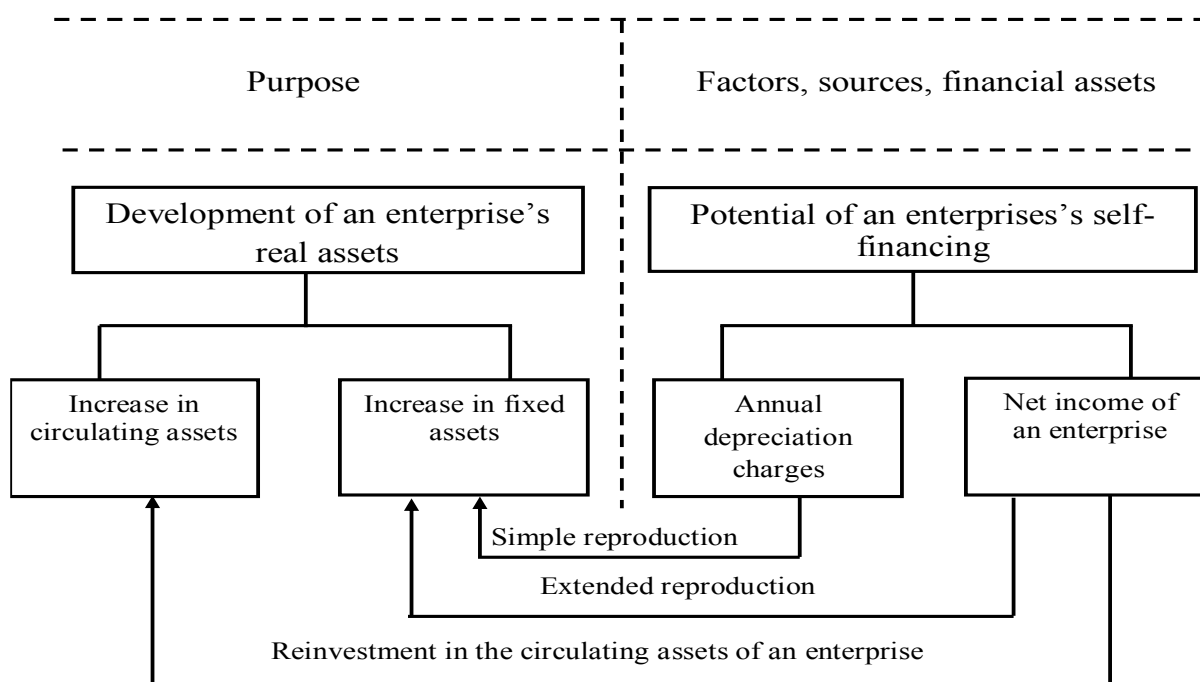 Purpose
Factors, sources, financial assets
Development of an enterprise’s
real assets
Potential of an enterprises’s self-
financing
Increase in
circulating assets
Increase in fixed
assets
Annual
depreciation
charges
Net income of
an enterprise
Simple reproduction
Extended reproduction
Reinvestment in the circulating assets of an enterprise